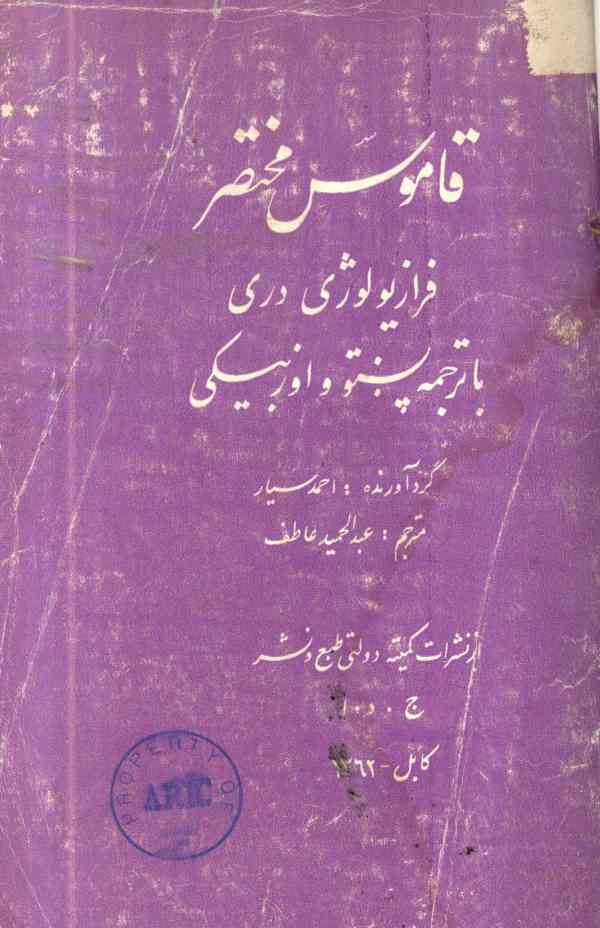 قاموس مختصر
فرازیولوژی دری
با ترجمه پښتو و اوزبیکی
گردآورنده : احمد سیار
مترجم : عبدالحمید عاطف
از نشرات کمیته دولتی طبع و نشر
ج . د . ا .
کابل - ۱۳۶۲
PROPERTY OF
ARIC